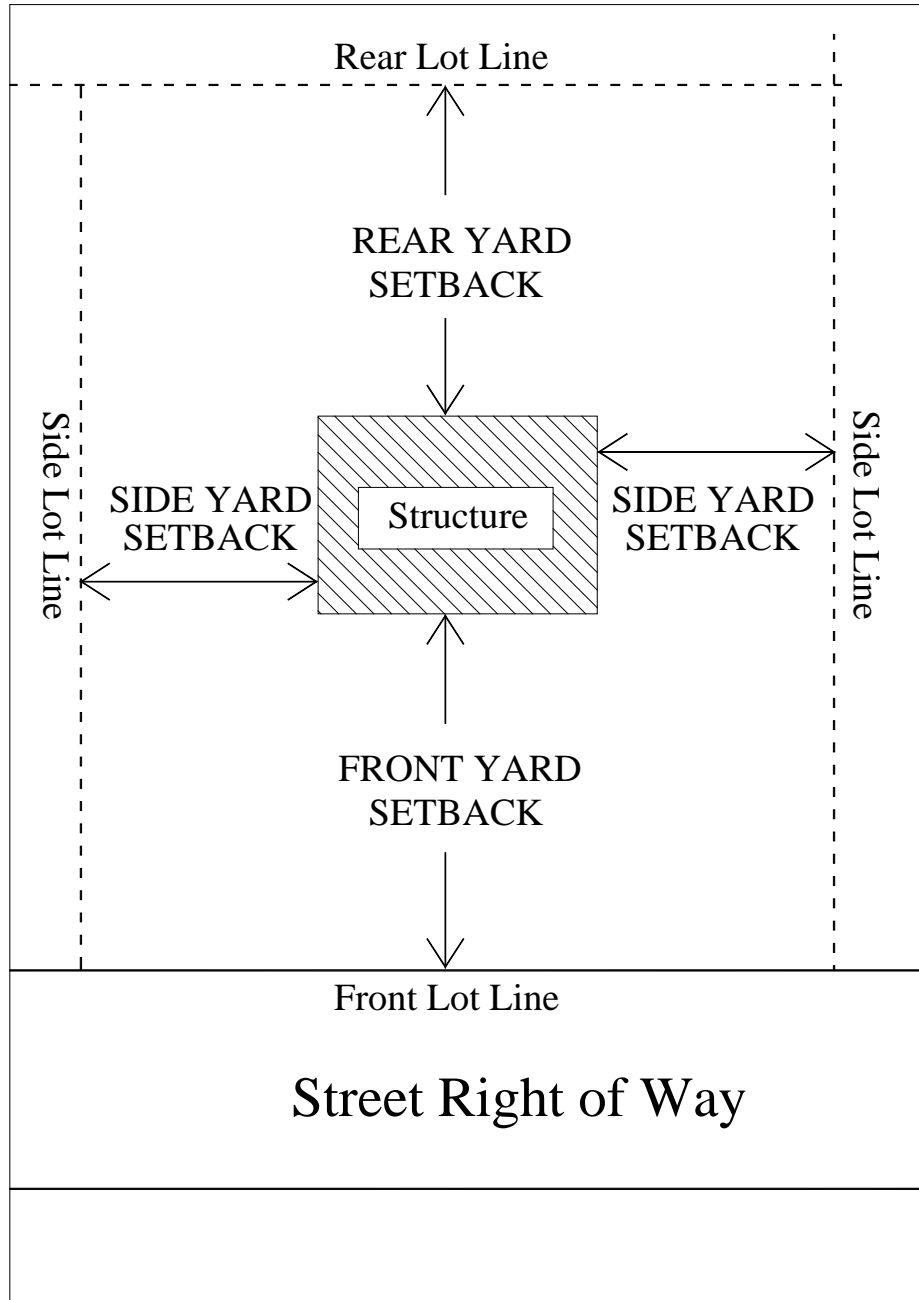 Rear Lot Line
REAR YARD
SETBACK
Side Lot Line
SIDE YARD
SETBACK
Structure
SIDE YARD
SETBACK
Side Lot Line
FRONT YARD
SETBACK
Front Lot Line
Street Right of Way